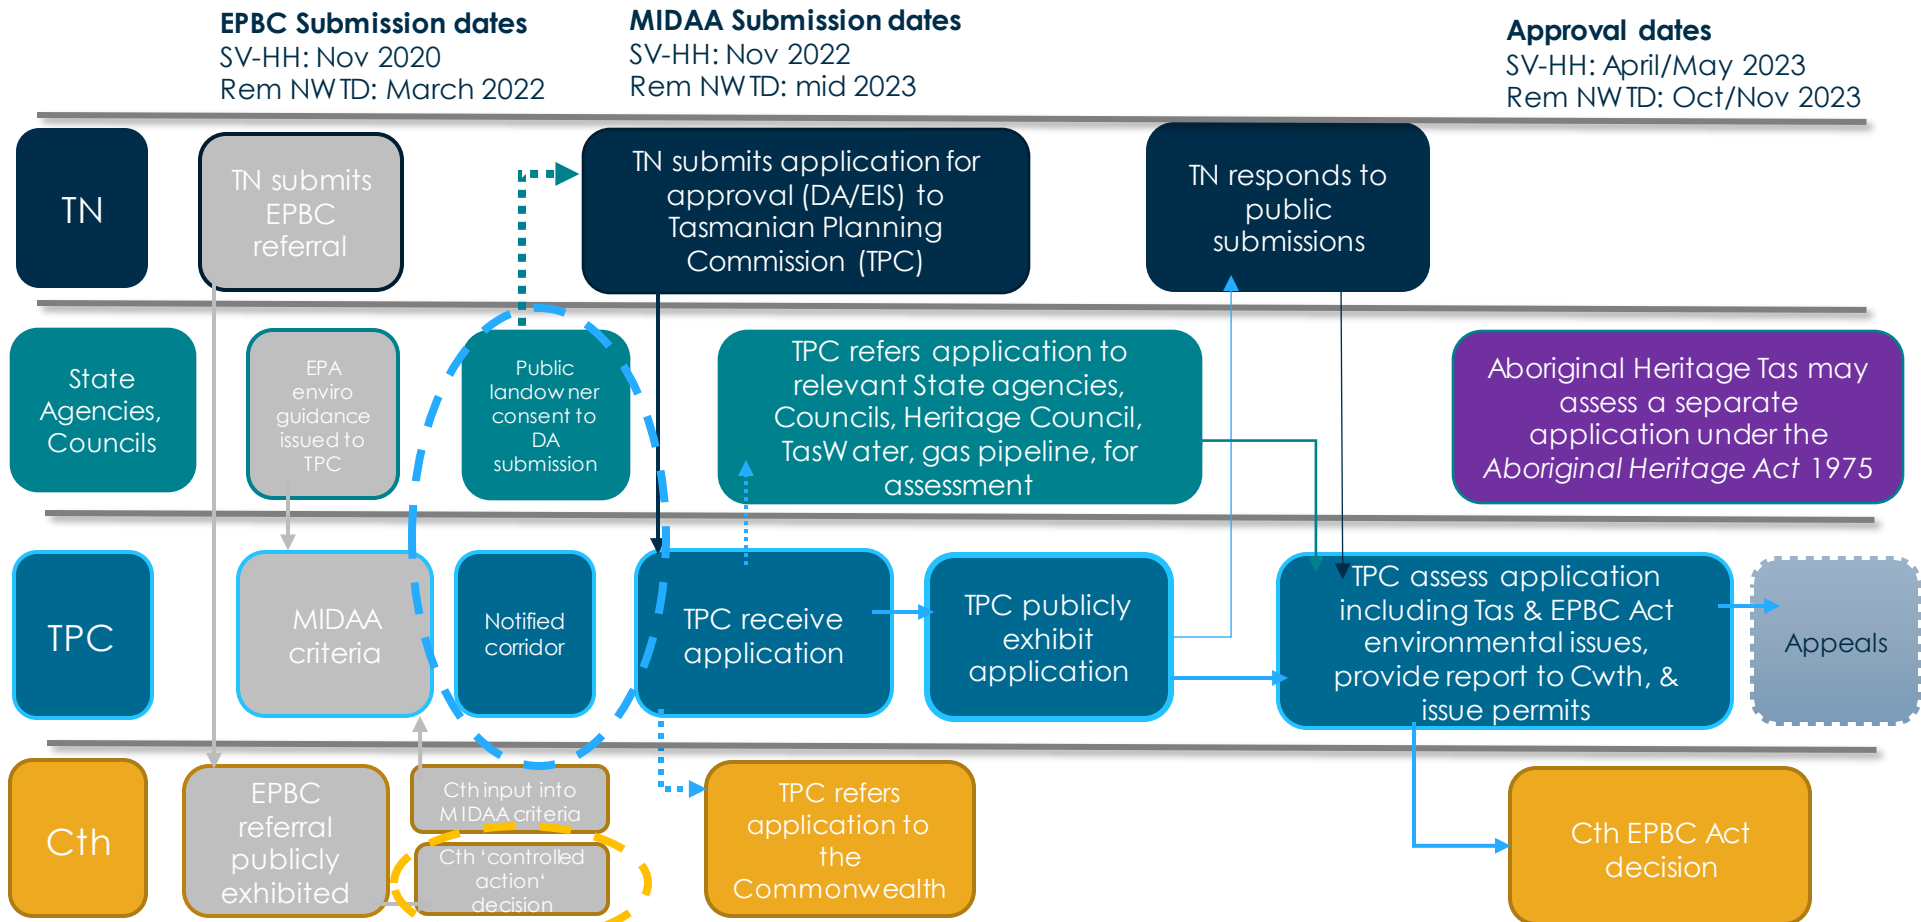 EPBC Submission dates
SV-HH: Nov 2020
Rem NWTD: March 2022
MIDAA Submission dates
SV-HH: Nov 2022
Rem NWTD: mid 2023
Approval dates
SV-HH: April/May 2023
Rem NWTD: Oct/Nov 2023
TN
TN submits
EPBC
referral
TN submits application for
approval (DA/EIS) to
Tasmanian Planning
Commission (TPC)
TN responds to
public
submissions
State
Agencies,
Councils
EPA
enviro
guidance
issued to
TPC
Public
landowner
consent to
DA
submission
TPC refers application to
relevant State agencies,
Councils, Heritage Council,
TasWater, gas pipeline, for
assessment
Aboriginal Heritage Tas may
assess a separate
application under the
Aboriginal Heritage Act 1975
TPC
MIDAA
criteria
Notified
corridor
TPC receive
application
TPC publicly
exhibit
application
TPC assess application
including Tas & EPBC Act
environmental issues,
provide report to Cwth, &
issue permits
Appeals
Cth
EPBC
referral
publicly
exhibited
Cth input into
MIDAA criteria
Cth 'controlled
action'
decision
TPC refers
application to
the
Commonwealth
Cth EPBC Act
decision